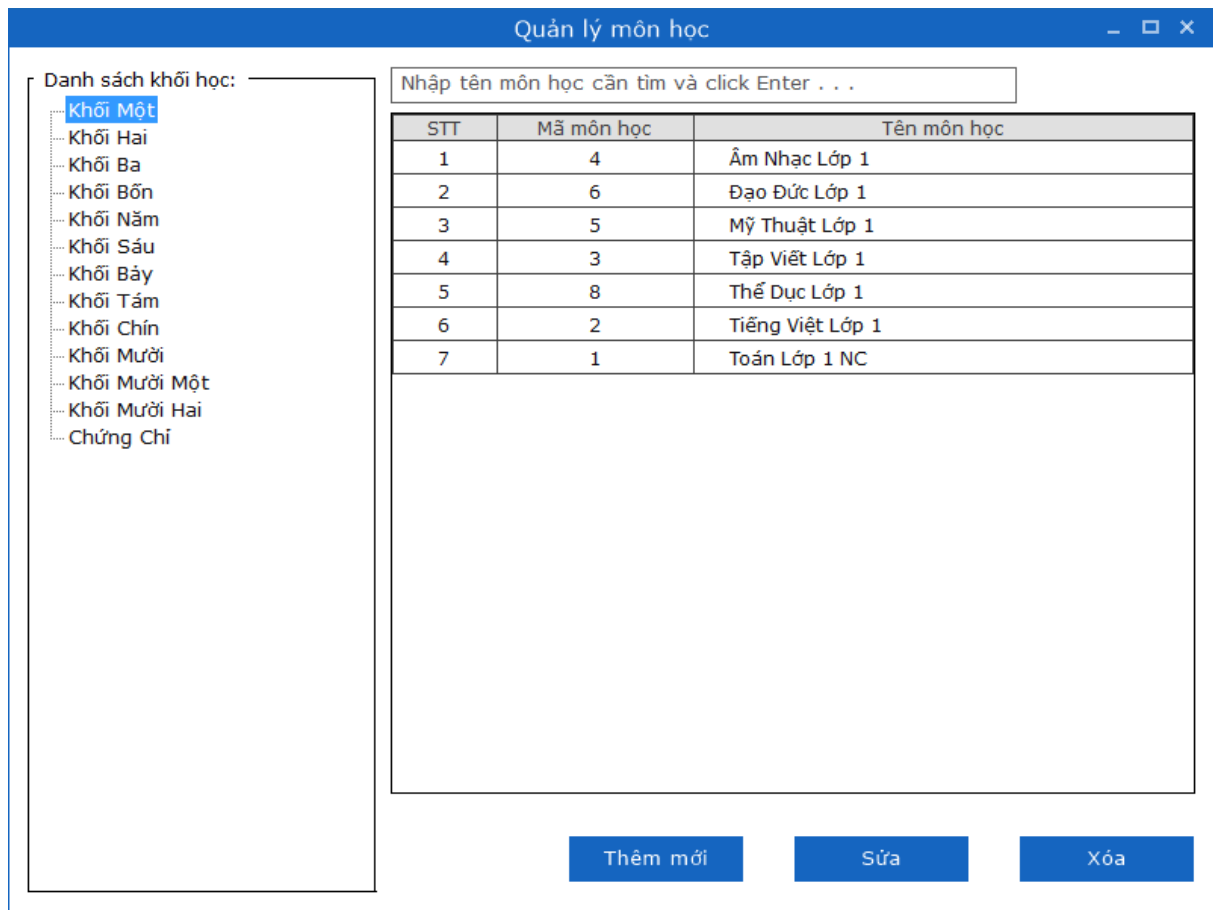 Quản lý môn học
Danh sách khối học:
Khối Một
Khối Hai
Khối Ba
Khối Bốn
Khối Năm
Khối Sáu
Khối Bảy
Khối Tám
Khối Chín
Khối Mười
Khối Mười Một
Khối Mười Hai
Chứng Chỉ
Nhập tên môn học cần tìm và click Enter . . .
STT Mã môn học Tên môn học
1 4 Âm Nhạc Lớp 1
2 6 Đạo Đức Lớp 1
3 5 Mỹ Thuật Lớp 1
4 3 Tập Viết Lớp 1
5 8 Thể Dục Lớp 1
6 2 Tiếng Việt Lớp 1
7 1 Toán Lớp 1 NC
Thêm mới Sửa Xóa